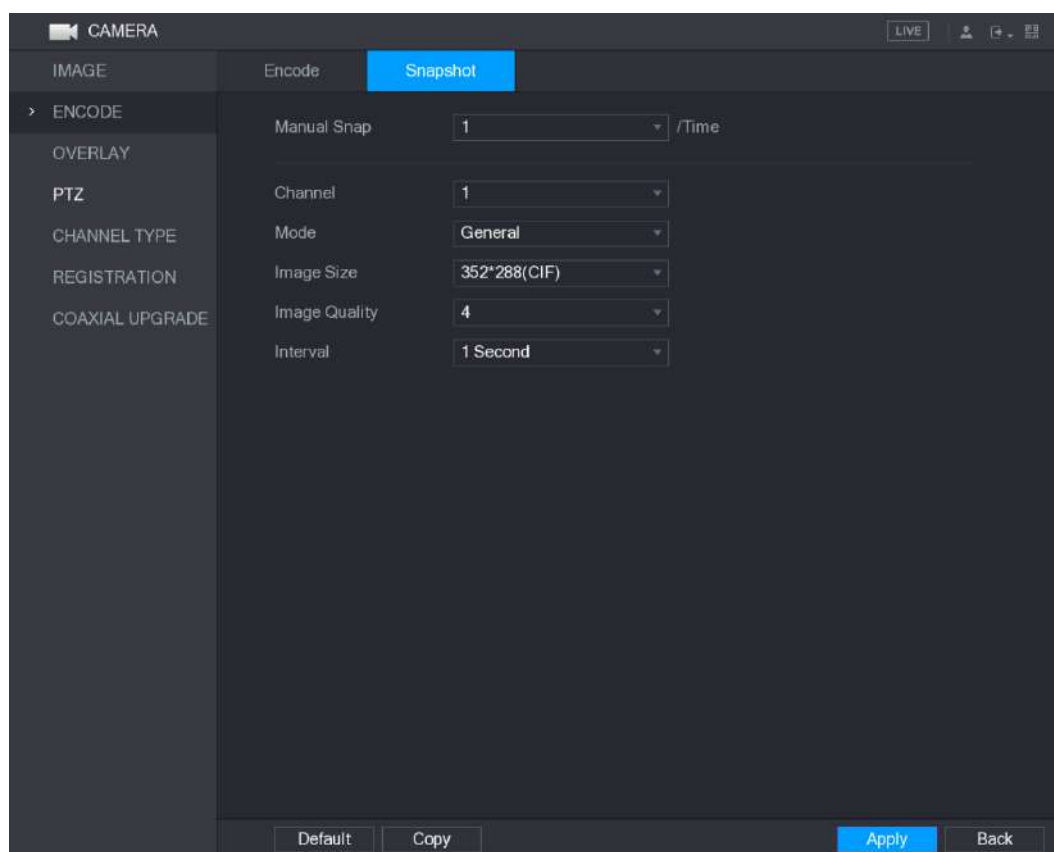 CAMERA LIVE
IMAGE Encode Snapshot
> ENCODE Manual Snap 1 /Time
OVERLAY
PTZ Channel 1
CHANNEL TYPE Mode General
REGISTRATION Image Size 352*288(CIF)
COAXIAL UPGRADE Image Quality 4
Interval 1 Second
Default Copy Apply Back